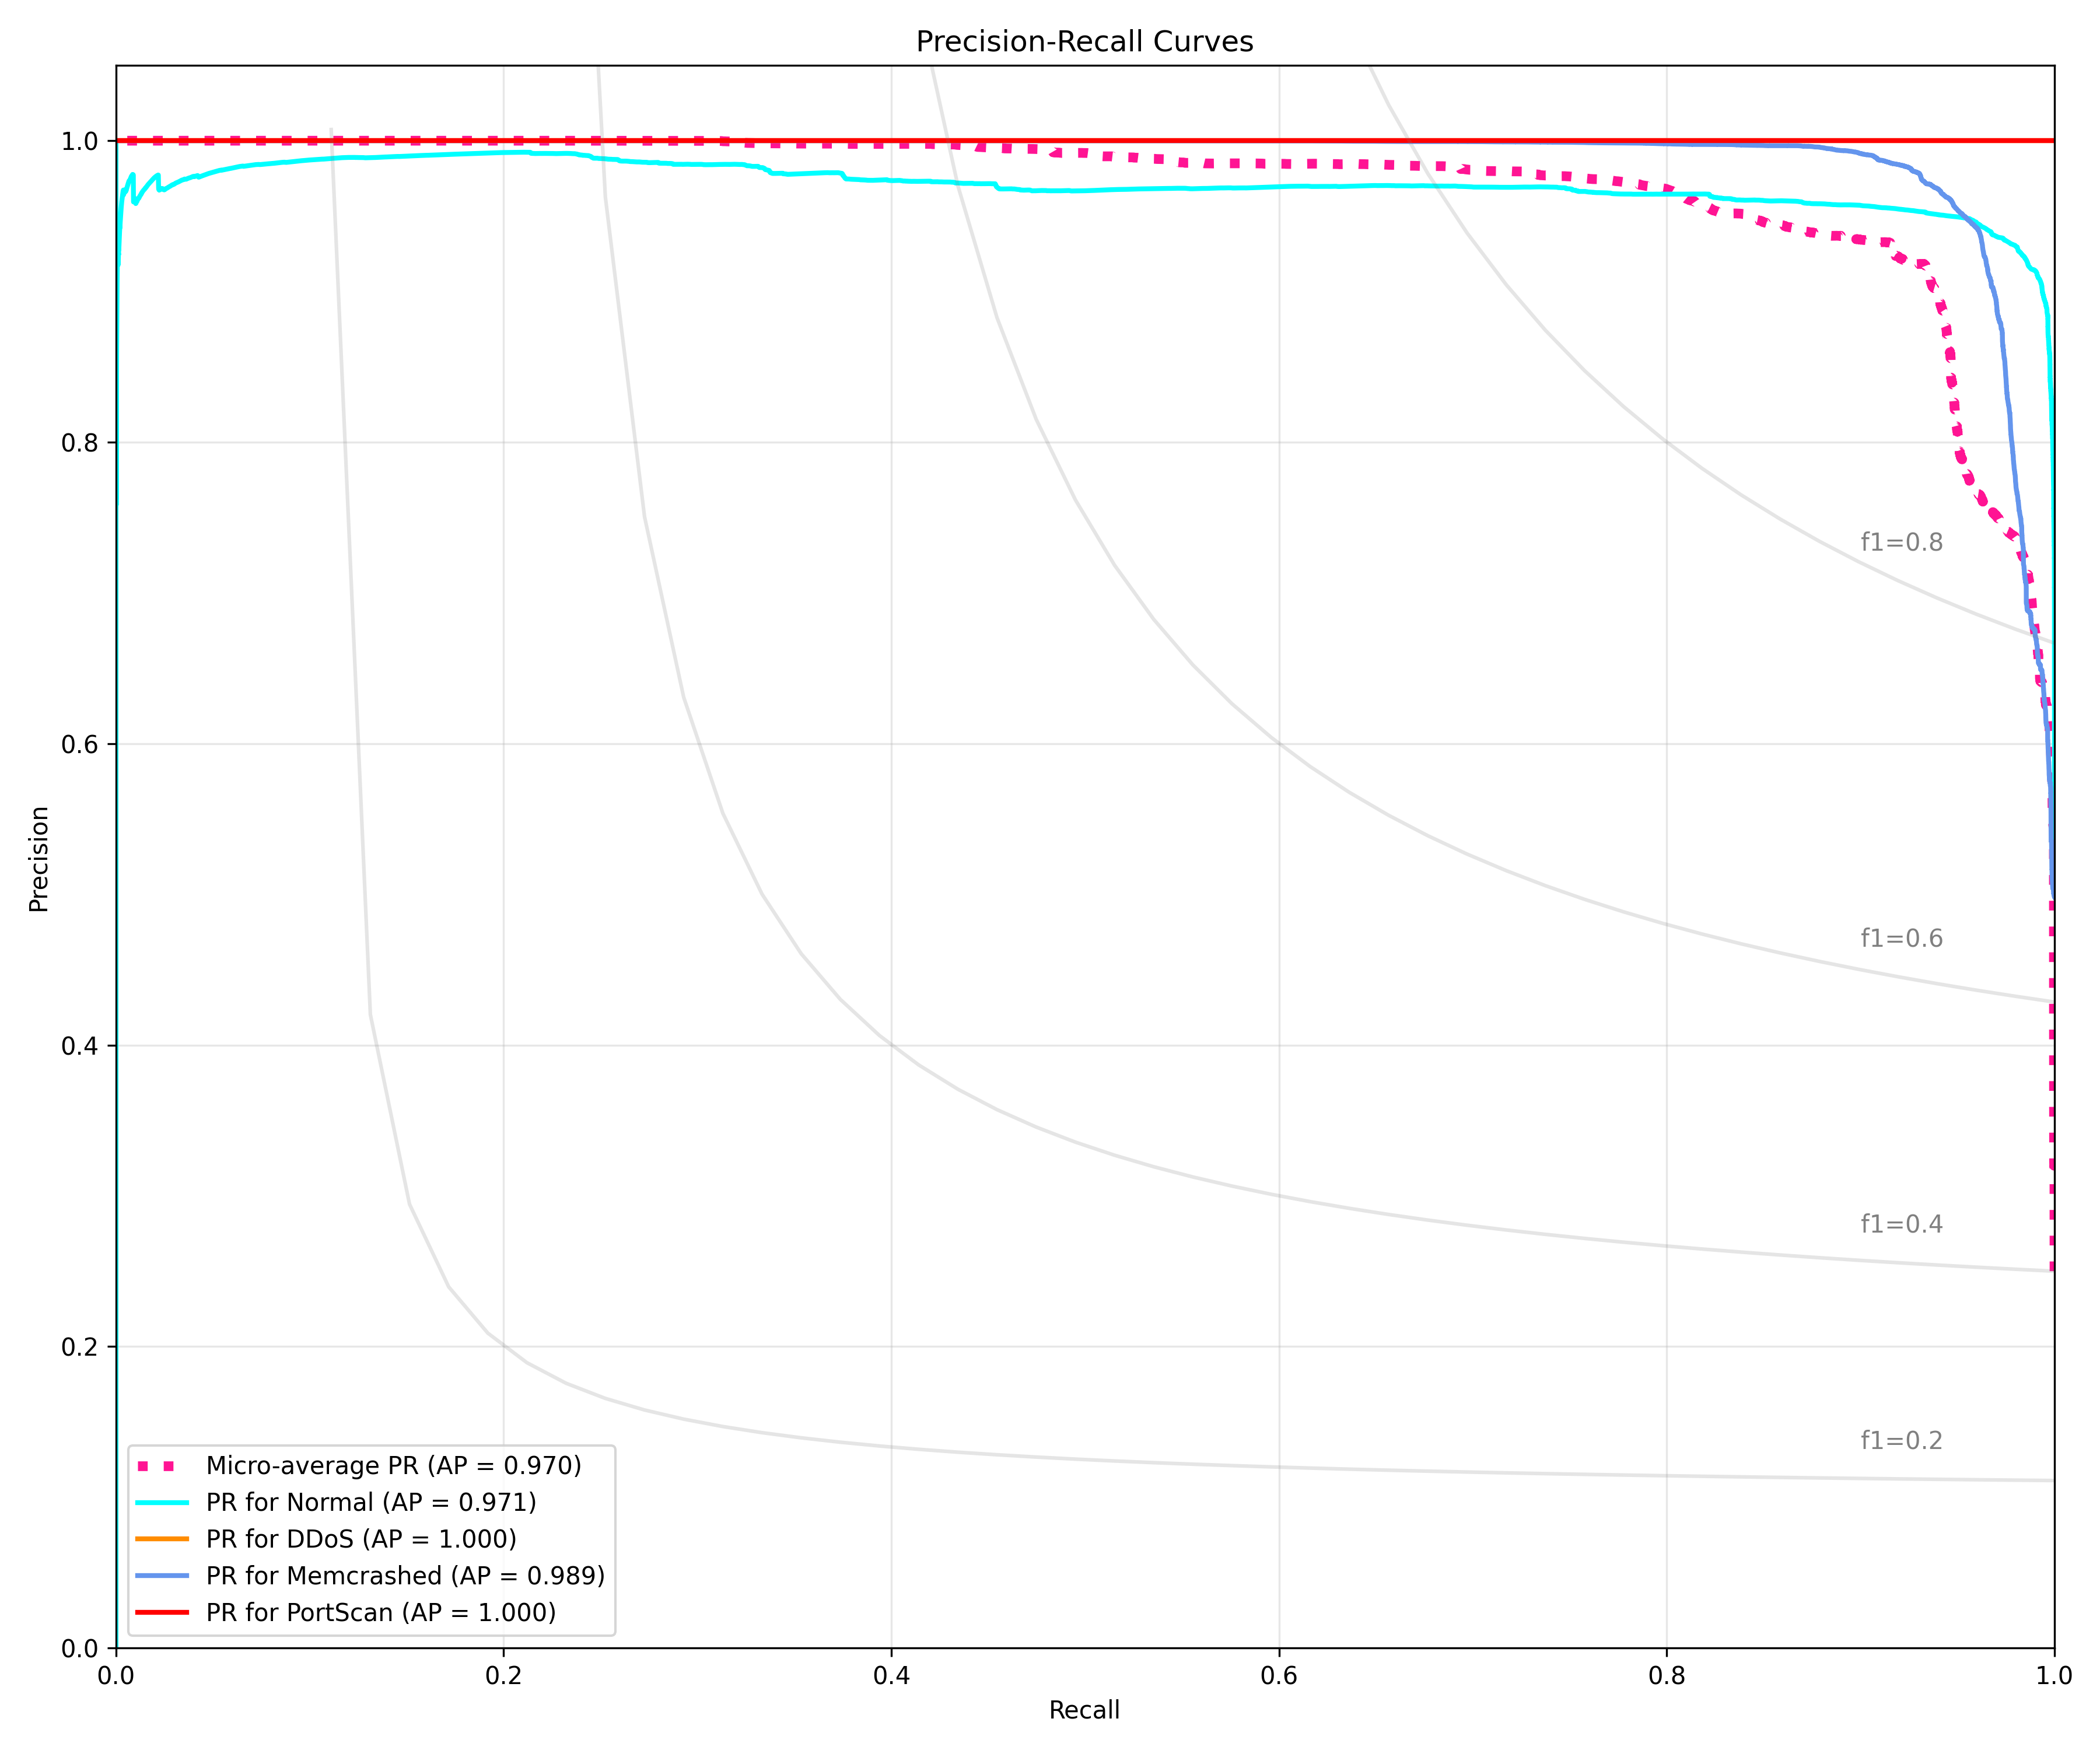 Precision-Recall Curves
1.0
0.8
0.6
0.4
0.2
0.0
Precision
f1=0.8
f1=0.6
f1=0.4
f1=0.2
Micro-average PR (AP = 0.970)
PR for Normal (AP = 0.971)
PR for DDoS (AP = 1.000)
PR for Memcrashed (AP = 0.989)
PR for PortScan (AP = 1.000)
0.0 0.2 0.4 0.6 0.8 1.0
Recall